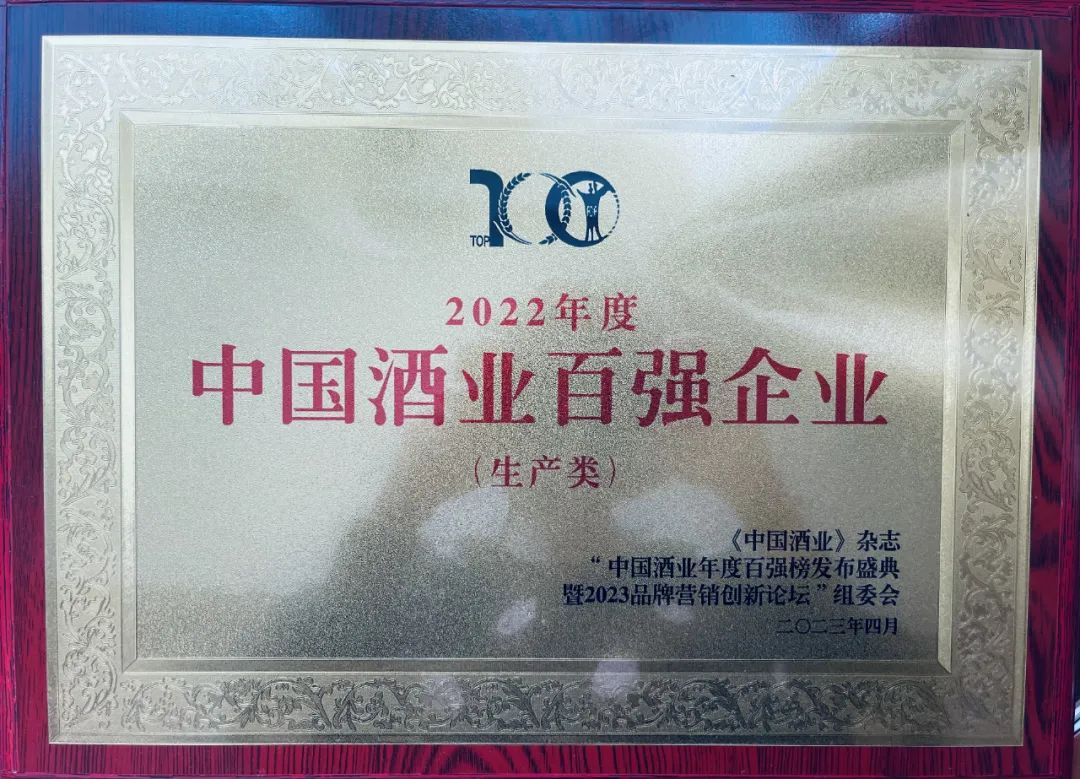 TOP100
2022年度
中国酒业百强企业
(生产类)
《中国酒业》杂志
“中国酒业年度百强榜发布盛典
暨2023品牌营销创新论坛”组委会
二〇二三年四月